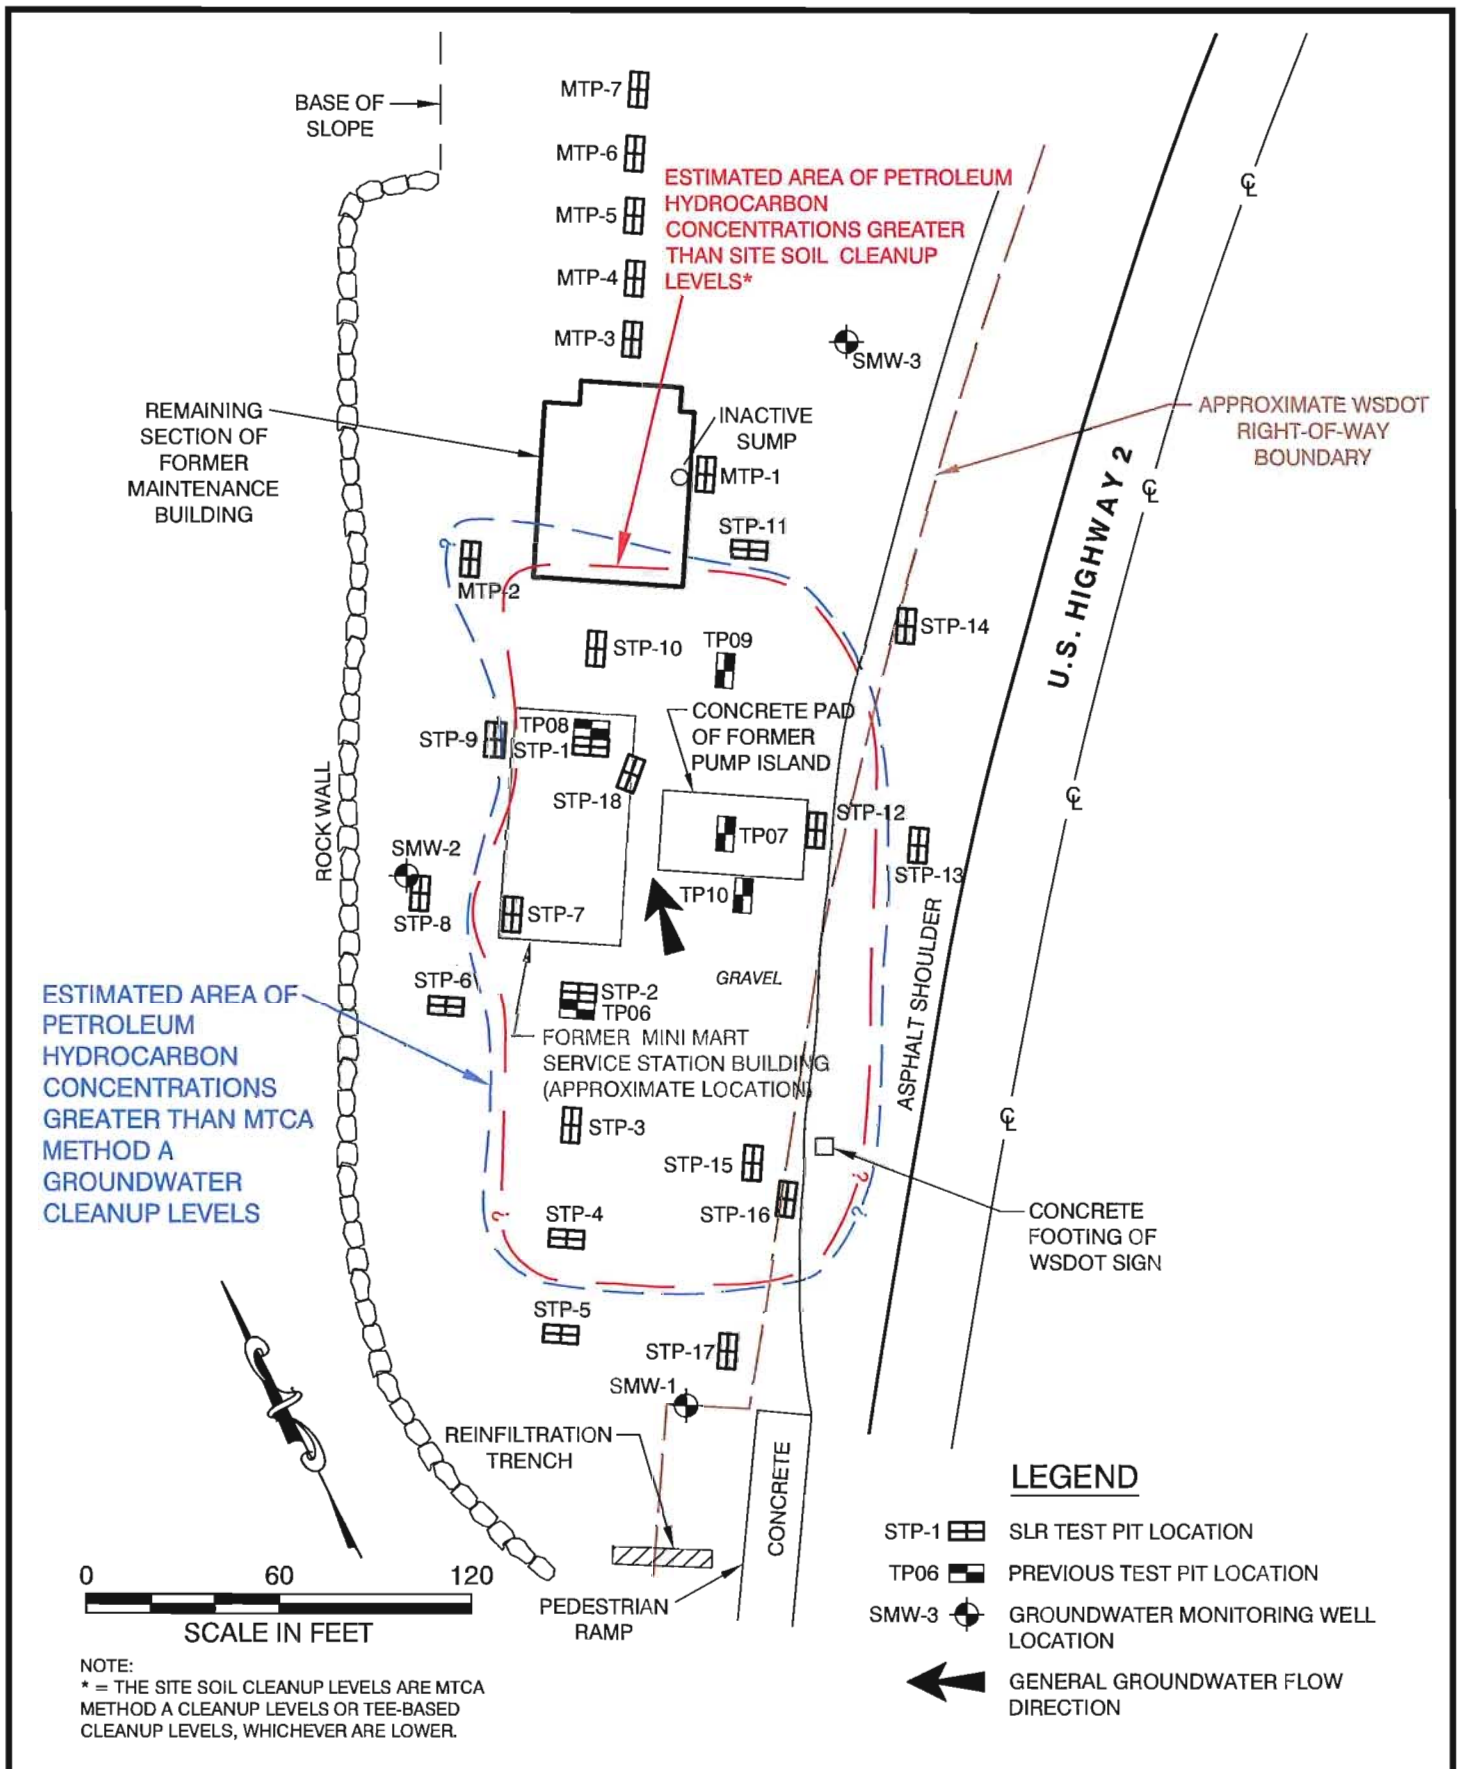 MTP-7
BASE OF
SLOPE
MTP-6
ESTIMATED AREA OF PETROLEUM
HYDROCARBON
CONCENTRATIONS GREATER
THAN SITE SOIL CLEANUP
LEVELS*
℄
MTP-5
MTP-4
MTP-3
SMW-3
REMAINING
SECTION OF
FORMER
MAINTENANCE
BUILDING
INACTIVE
SUMP
MTP-1
APPROXIMATE WSDOT
RIGHT-OF-WAY
BOUNDARY
U.S. HIGHWAY 2
℄
STP-11
?
MTP-2
STP-14
STP-10
TP09
CONCRETE PAD
OF FORMER
PUMP ISLAND
TP08
STP-9
STP-1
STP-18
℄
STP-12
TP07
ROCK WALL
SMW-2
STP-13
TP10
STP-8
STP-7
ASPHALT SHOULDER
GRAVEL
STP-6
STP-2
TP06
ESTIMATED AREA OF
PETROLEUM
HYDROCARBON
CONCENTRATIONS
GREATER THAN MTCA
METHOD A
GROUNDWATER
CLEANUP LEVELS
FORMER MINI MART
SERVICE STATION BUILDING
(APPROXIMATE LOCATION)
℄
STP-3
STP-15
?
STP-16
?
?
STP-4
CONCRETE
FOOTING OF
WSDOT SIGN
STP-5
STP-17
SMW-1
REINFILTRATION
TRENCH
CONCRETE
PEDESTRIAN
RAMP
0 60 120
SCALE IN FEET
NOTE:
* = THE SITE SOIL CLEANUP LEVELS ARE MTCA
METHOD A CLEANUP LEVELS OR TEE-BASED
CLEANUP LEVELS, WHICHEVER ARE LOWER.
LEGEND
STP-1 SLR TEST PIT LOCATION
TP06 PREVIOUS TEST PIT LOCATION
SMW-3 GROUNDWATER MONITORING WELL
LOCATION
GENERAL GROUNDWATER FLOW
DIRECTION